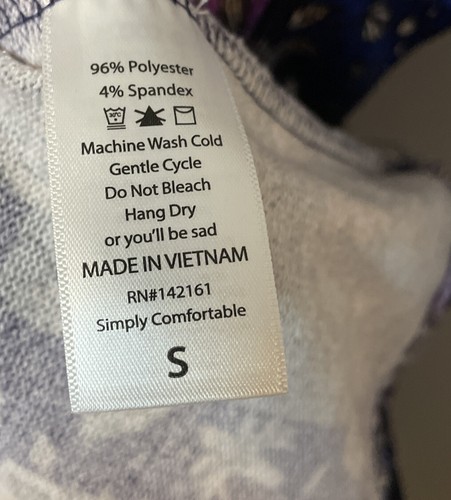 96% Polyester
4% Spandex
30°C
Machine Wash Cold
Gentle Cycle
Do Not Bleach
Hang Dry
or you'll be sad
MADE IN VIETNAM
RN#142161
Simply Comfortable
S